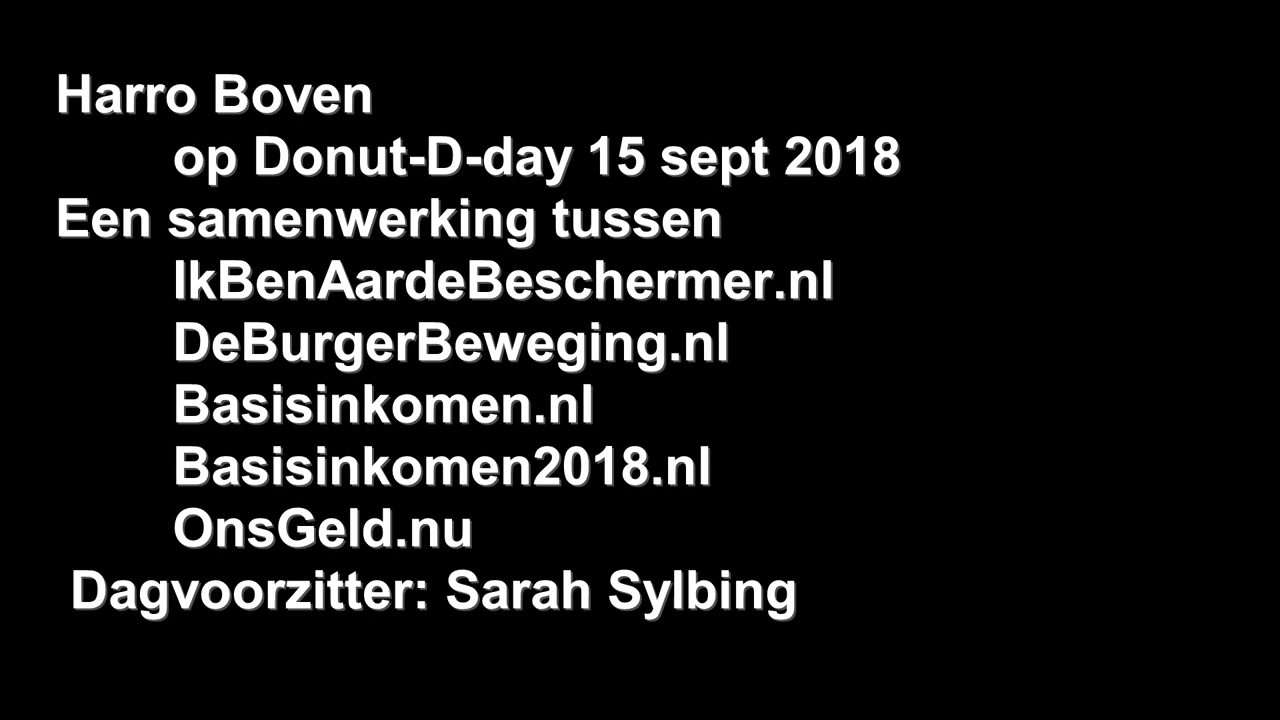 Harro Boven
op Donut-D-day 15 sept 2018
Een samenwerking tussen
IkBenAardeBeschermer.nl
DeBurgerBeweging.nl
Basisinkomen.nl
Basisinkomen2018.nl
OnsGeld.nu
Dagvoorzitter: Sarah Sylbing